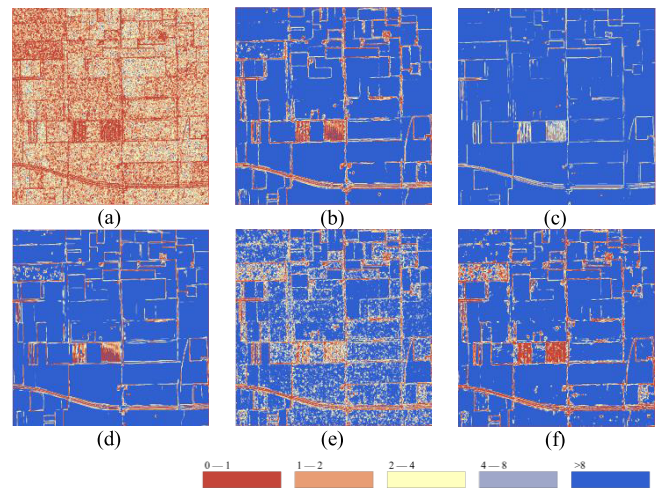 (a) (b) (c)
(d) (e) (f)
0 — 1 1 — 2 2 — 4 4 — 8 >8